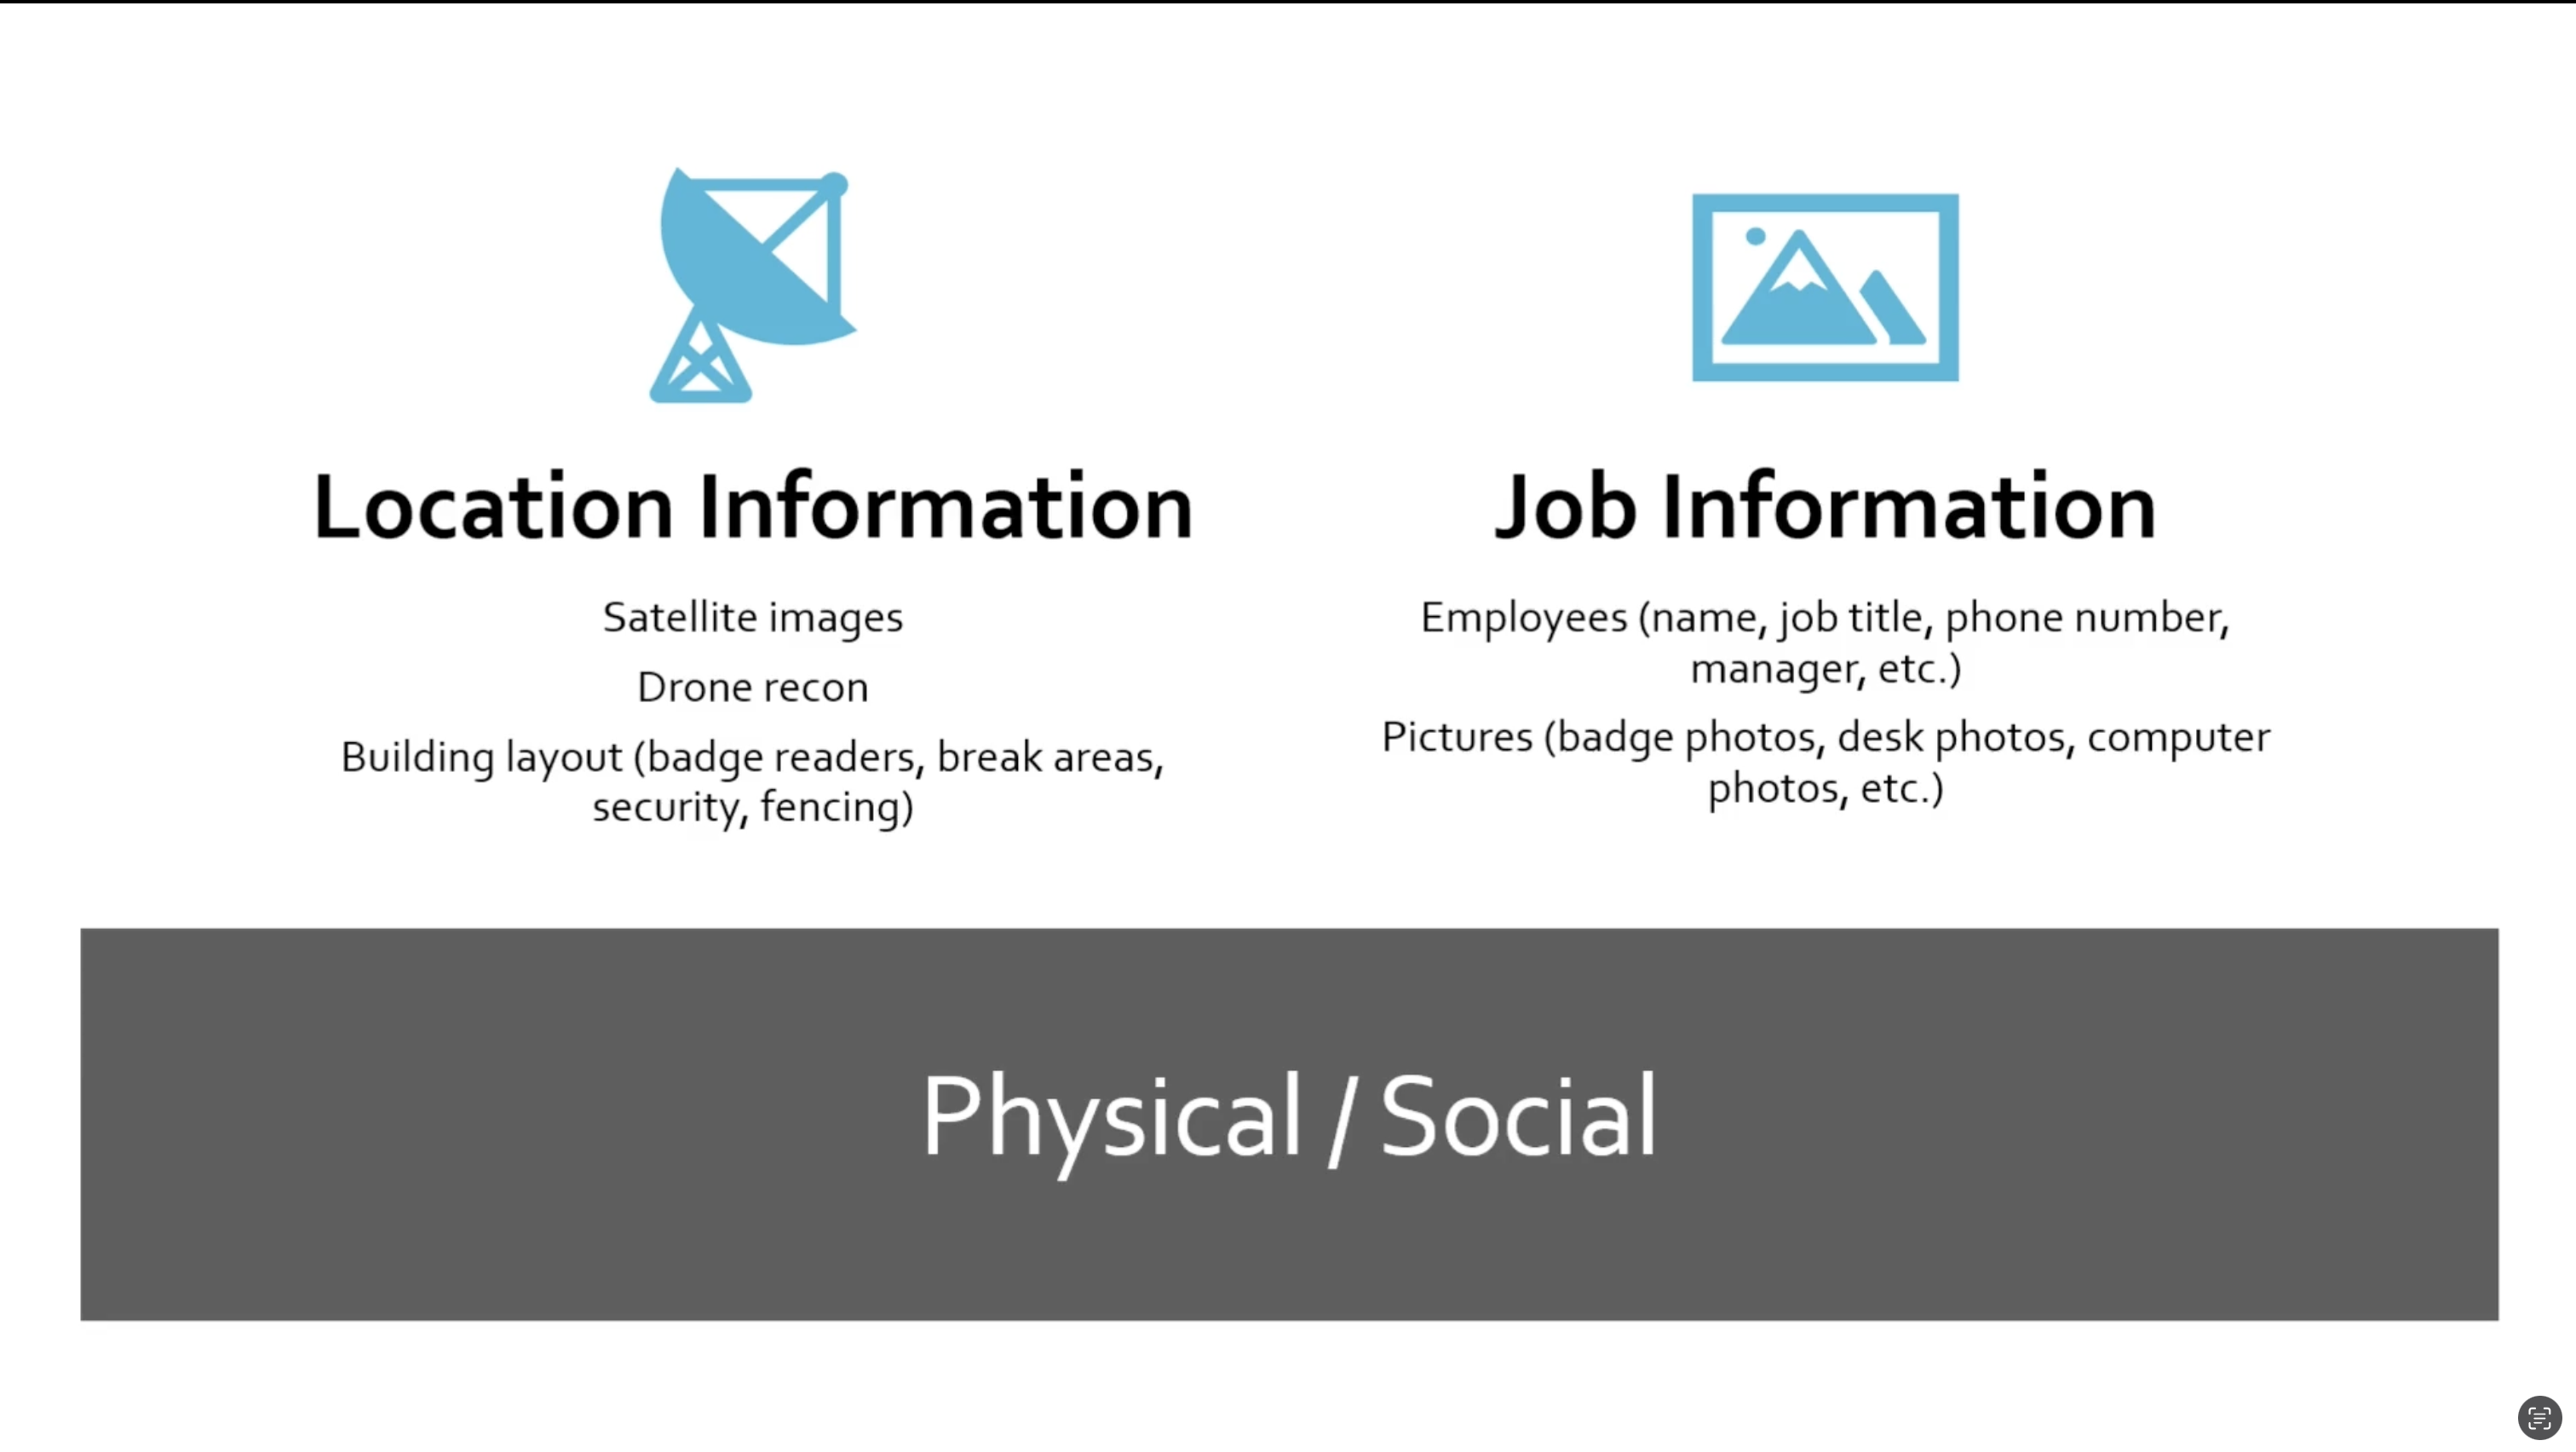 Location Information
Satellite images
Drone recon
Building layout (badge readers, break areas,
security, fencing)
Job Information
Employees (name, job title, phone number,
manager, etc.)
Pictures (badge photos, desk photos, computer
photos, etc.)
Physical / Social